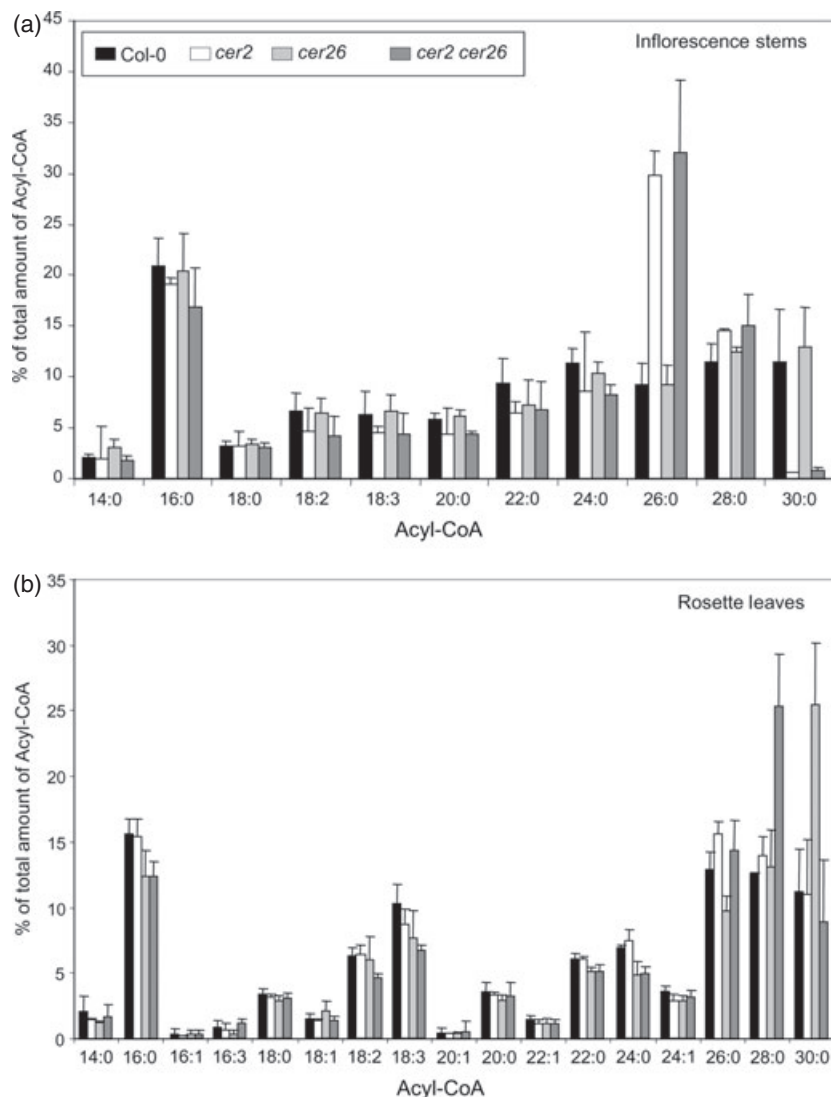 (a)
Inflorescence stems
Col-0 cer2 cer26 cer2 cer26
% of total amount of Acyl-CoA
45
40
35
30
25
20
15
10
5
0
14:0 16:0 18:0 18:2 18:3 20:0 22:0 24:0 26:0 28:0 30:0
Acyl-CoA
(b)
Rosette leaves
% of total amount of Acyl-CoA
35
30
25
20
15
10
5
0
14:0 16:0 16:1 16:3 18:0 18:1 18:2 18:3 20:1 20:0 22:1 22:0 24:0 24:1 26:0 28:0 30:0
Acyl-CoA